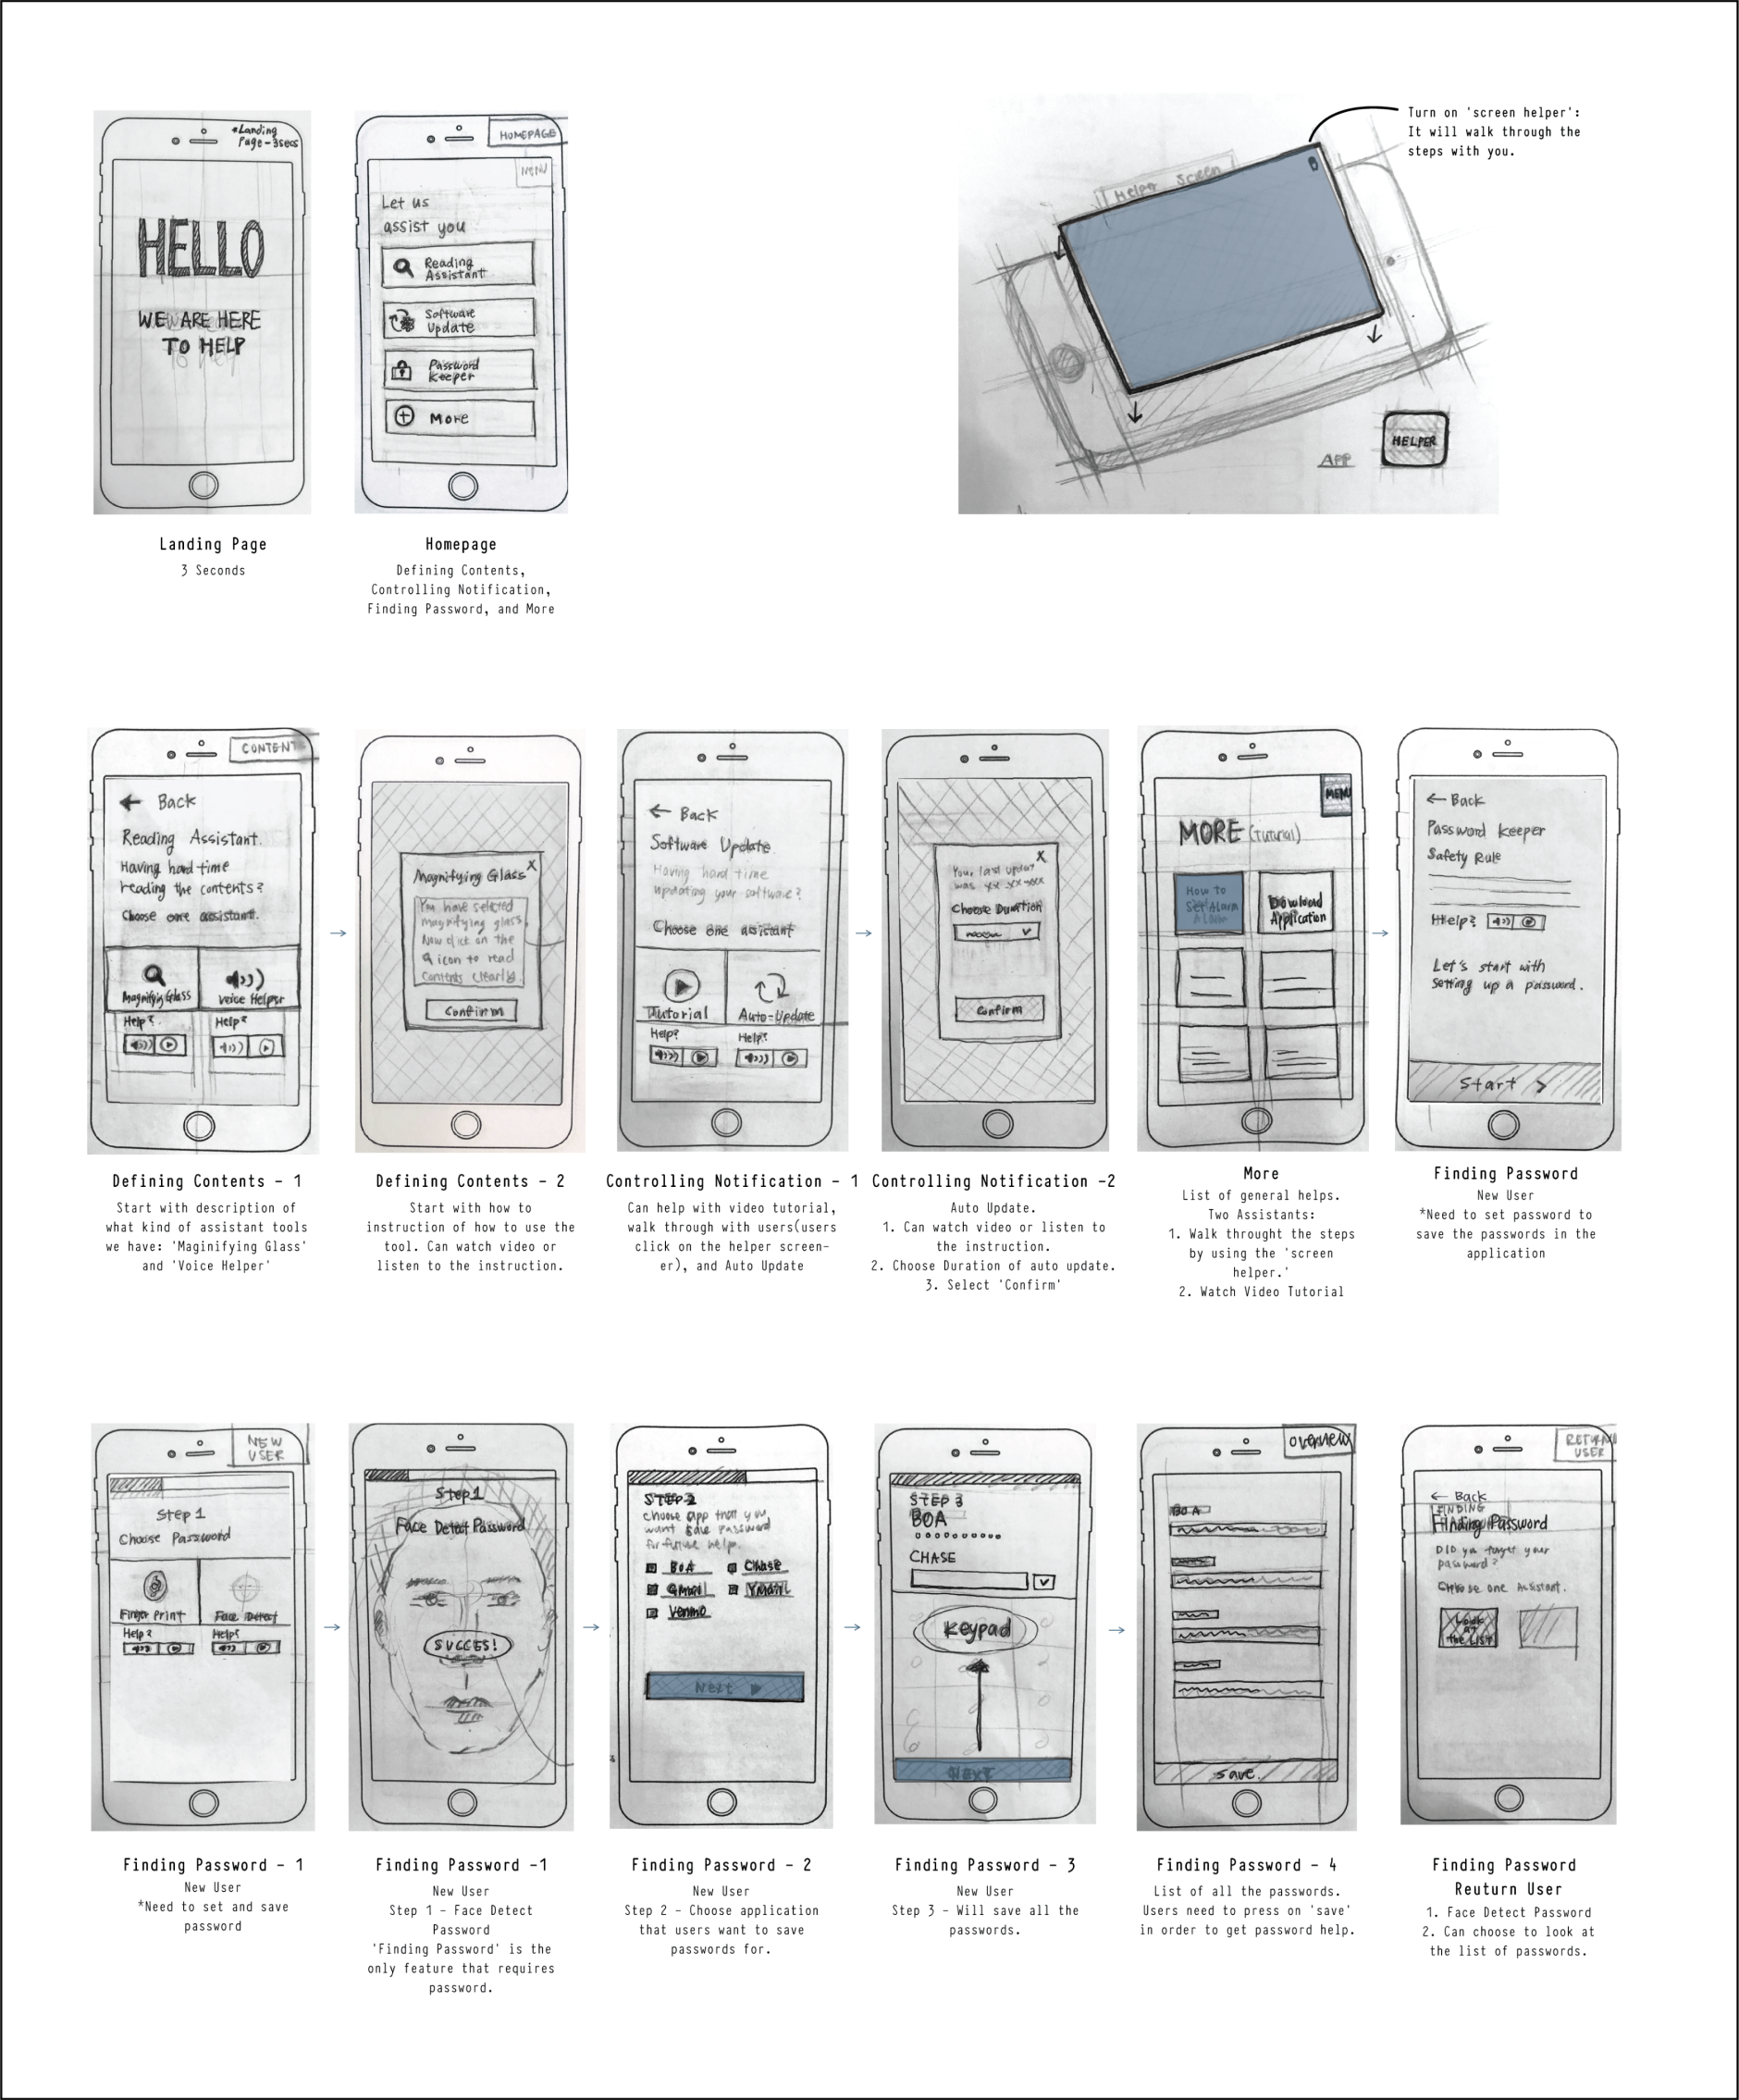 *Landing
Page-3secs
HELLO
WE ARE HERE
TO HELP
Landing Page
3 Seconds
HOMEPAGE
MENU
Let us
assist you
Reading
Assistant
Software
Update
Password
Keeper
More
Homepage
Defining Contents,
Controlling Notification,
Finding Password, and More
Helper Screen
Turn on 'screen helper':
It will walk through the
steps with you.
APP
HELPER
CONTENT
← Back
Reading Assistant.
Having hard time
reading the contents?
Choose one assistant.
Magnifying Glass
Voice Helper
Help?
Help?
Defining Contents - 1
Start with description of
what kind of assistant tools
we have: 'Maginifying Glass'
and 'Voice Helper'
X
Magnifying Glass
You have selected
magnifying glass,
Now click on the
icon to read
contents clearly.
Confirm
Defining Contents - 2
Start with how to
instruction of how to use the
tool. Can watch video or
listen to the instruction.
← Back
Software Update
Having hard time
updating your software?
Choose one assistant
Tutorial
Auto-Update
Help?
Help?
Controlling Notification - 1
Can help with video tutorial,
walk through with users(users
click on the helper screen-
er), and Auto Update
X
Your last update
was xx-xx-xxxx
Choose Duration
Confirm
Controlling Notification -2
Auto Update.
1. Can watch video or listen to
the instruction.
2. Choose Duration of auto update.
3. Select 'Confirm'
MENU
MORE (tutorial)
How to
Set Alarm
Download
Application
More
List of general helps.
Two Assistants:
1. Walk throught the steps
by using the 'screen
helper.'
2. Watch Video Tutorial
← Back
Password Keeper
Safety Rule
Help?
Let's start with
setting up a password.
Start >
Finding Password
New User
*Need to set password to
save the passwords in the
application
NEW
USER
Step 1
Choose Password
Finger Print
Face Detect
Help?
Help?
Finding Password - 1
New User
*Need to set and save
password
Step1
Face Detect Password
SUCCES!
Finding Password -1
New User
Step 1 - Face Detect
Password
'Finding Password' is the
only feature that requires
password.
STEP 2
Choose app that you
want save password
for future help.
BOA
Chase
Gmail
Ymail
Venmo
Next
Finding Password - 2
New User
Step 2 - Choose application
that users want to save
passwords for.
STEP 3
BOA
CHASE
Keypad
Next
Finding Password - 3
New User
Step 3 - Will save all the
passwords.
Overview
BOA
Save.
Finding Password - 4
List of all the passwords.
Users need to press on 'save'
in order to get password help.
RETURN
USER
← Back
FINDING
Finding Password
DID you forget your
password?
Choose one Assistant.
Look
at
the LIST
Finding Password
Reuturn User
1. Face Detect Password
2. Can choose to look at
the list of passwords.